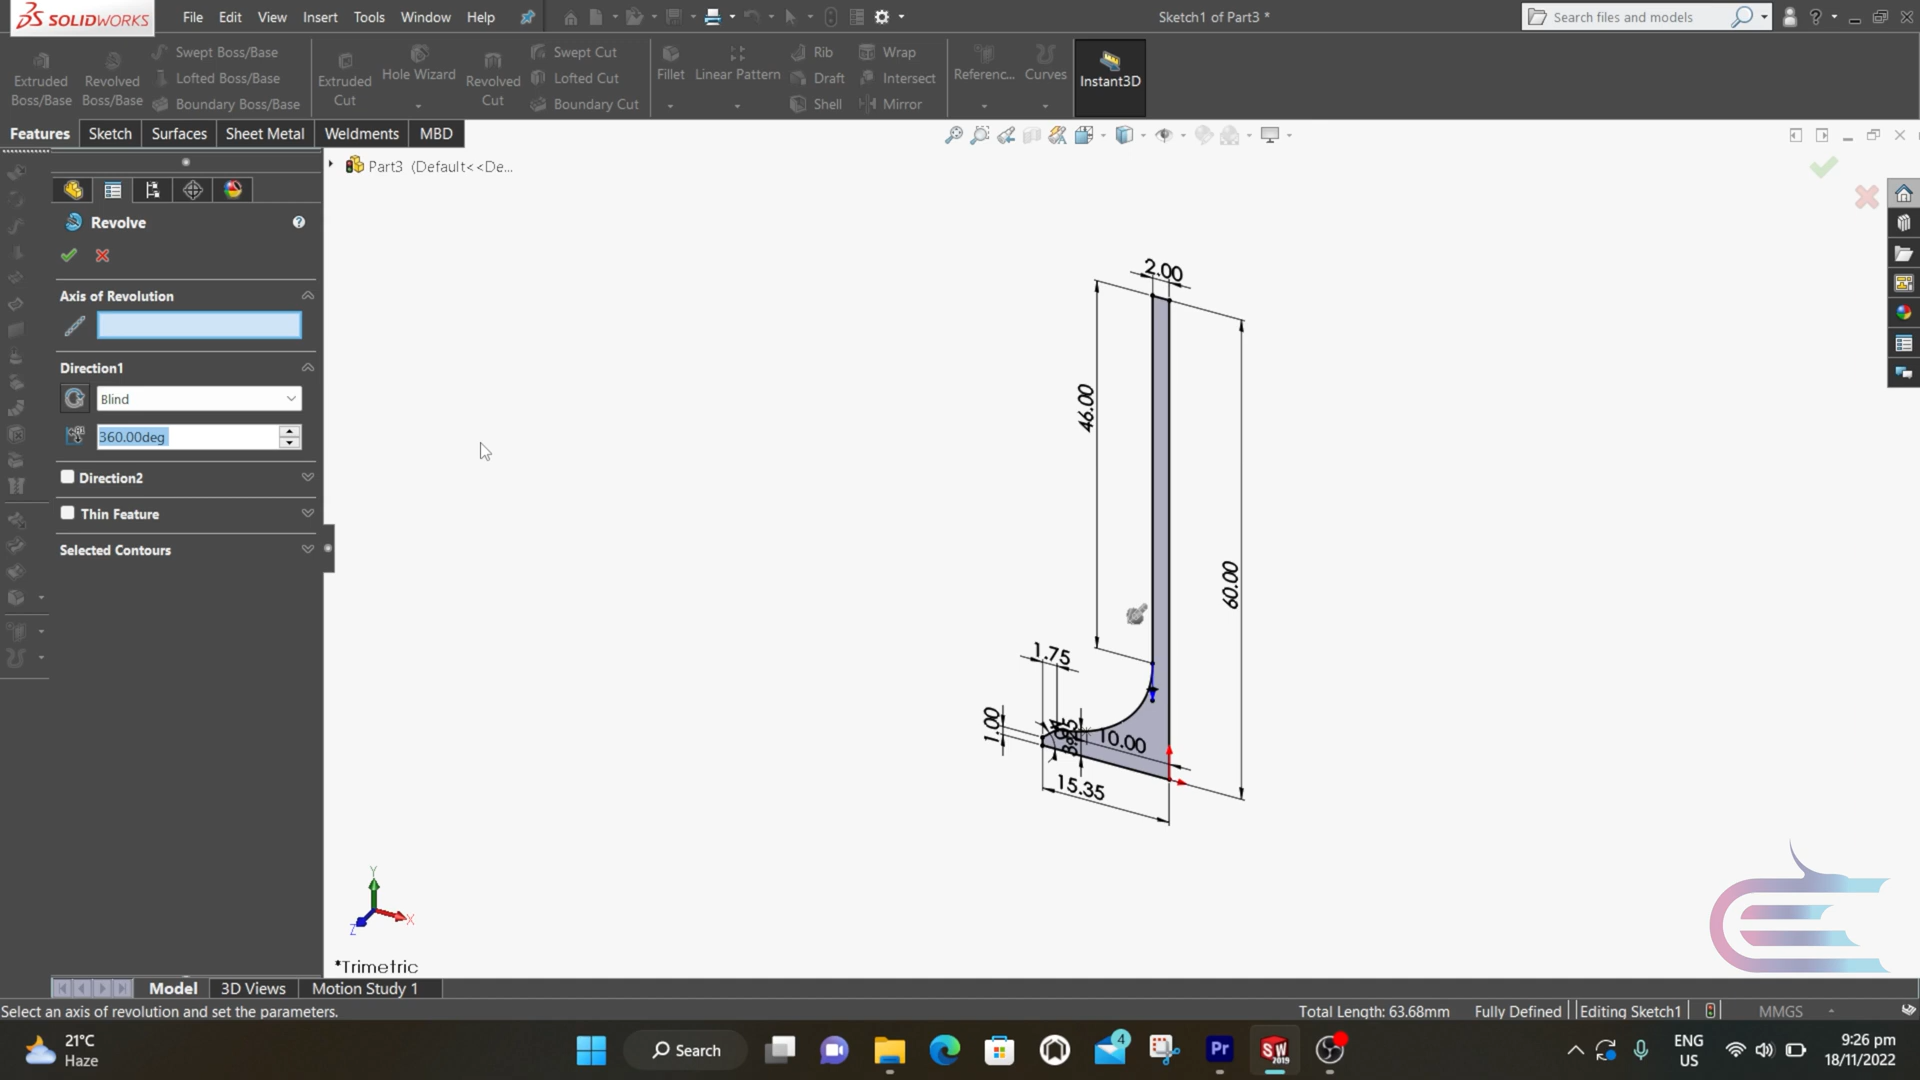 SOLIDWORKS File Edit View Insert Tools Window Help Sketch1 of Part3 * Search files and models
Extruded Boss/Base
Revolved Boss/Base
Swept Boss/Base
Lofted Boss/Base
Boundary Boss/Base
Extruded Cut
Hole Wizard
Revolved Cut
Swept Cut
Lofted Cut
Boundary Cut
Fillet
Linear Pattern
Rib
Draft
Shell
Wrap
Intersect
Mirror
Referenc...
Curves
Instant3D
Features Sketch Surfaces Sheet Metal Weldments MBD
Part3 (Default<<De...
Revolve
Axis of Revolution
Direction1
Blind
360.00deg
Direction2
Thin Feature
Selected Contours
2.00
46.00
60.00
1.75
1.00
10.00
15.35
Y
X
Z
*Trimetric
Model 3D Views Motion Study 1
Select an axis of revolution and set the parameters. Total Length: 63.68mm Fully Defined Editing Sketch1 MMGS
21°C
Haze
Search
4
Pr
SW
2019
ENG
US
9:26 pm
18/11/2022